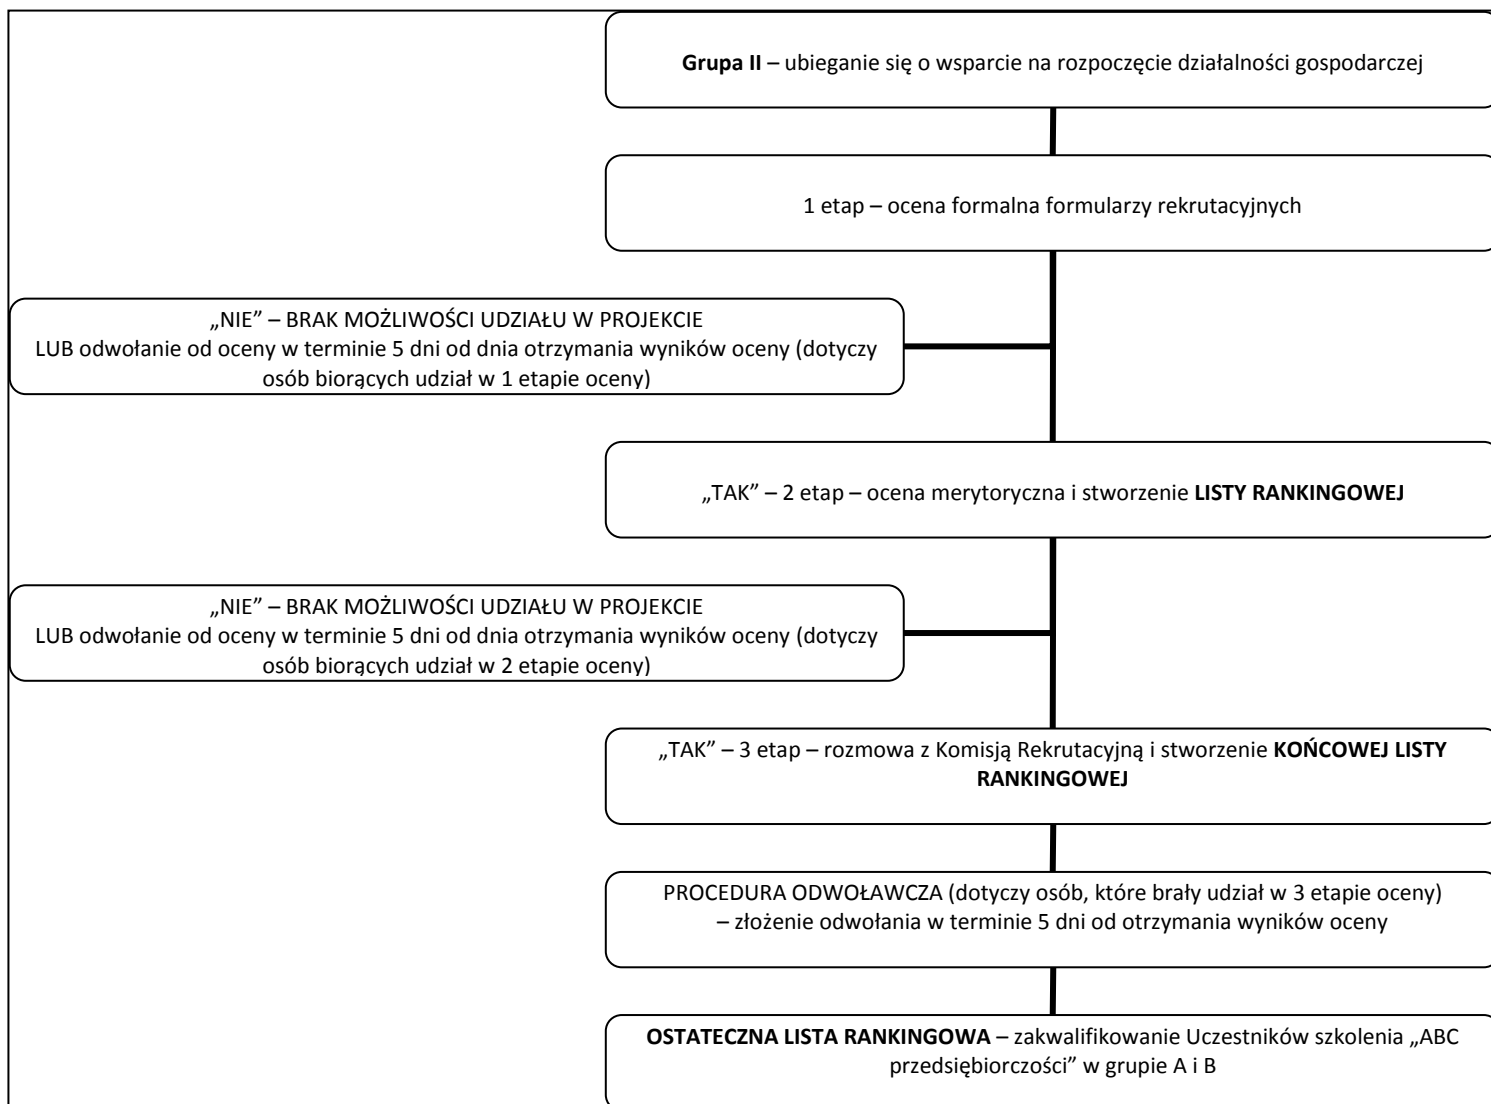 Grupa II – ubieganie się o wsparcie na rozpoczęcie działalności gospodarczej
1 etap – ocena formalna formularzy rekrutacyjnych
„NIE” – BRAK MOŻLIWOŚCI UDZIAŁU W PROJEKCIE
LUB odwołanie od oceny w terminie 5 dni od dnia otrzymania wyników oceny (dotyczy
osób biorących udział w 1 etapie oceny)
„TAK” – 2 etap – ocena merytoryczna i stworzenie LISTY RANKINGOWEJ
„NIE” – BRAK MOŻLIWOŚCI UDZIAŁU W PROJEKCIE
LUB odwołanie od oceny w terminie 5 dni od dnia otrzymania wyników oceny (dotyczy
osób biorących udział w 2 etapie oceny)
„TAK” – 3 etap – rozmowa z Komisją Rekrutacyjną i stworzenie KOŃCOWEJ LISTY
RANKINGOWEJ
PROCEDURA ODWOŁAWCZA (dotyczy osób, które brały udział w 3 etapie oceny)
– złożenie odwołania w terminie 5 dni od otrzymania wyników oceny
OSTATECZNA LISTA RANKINGOWA – zakwalifikowanie Uczestników szkolenia „ABC
przedsiębiorczości” w grupie A i B